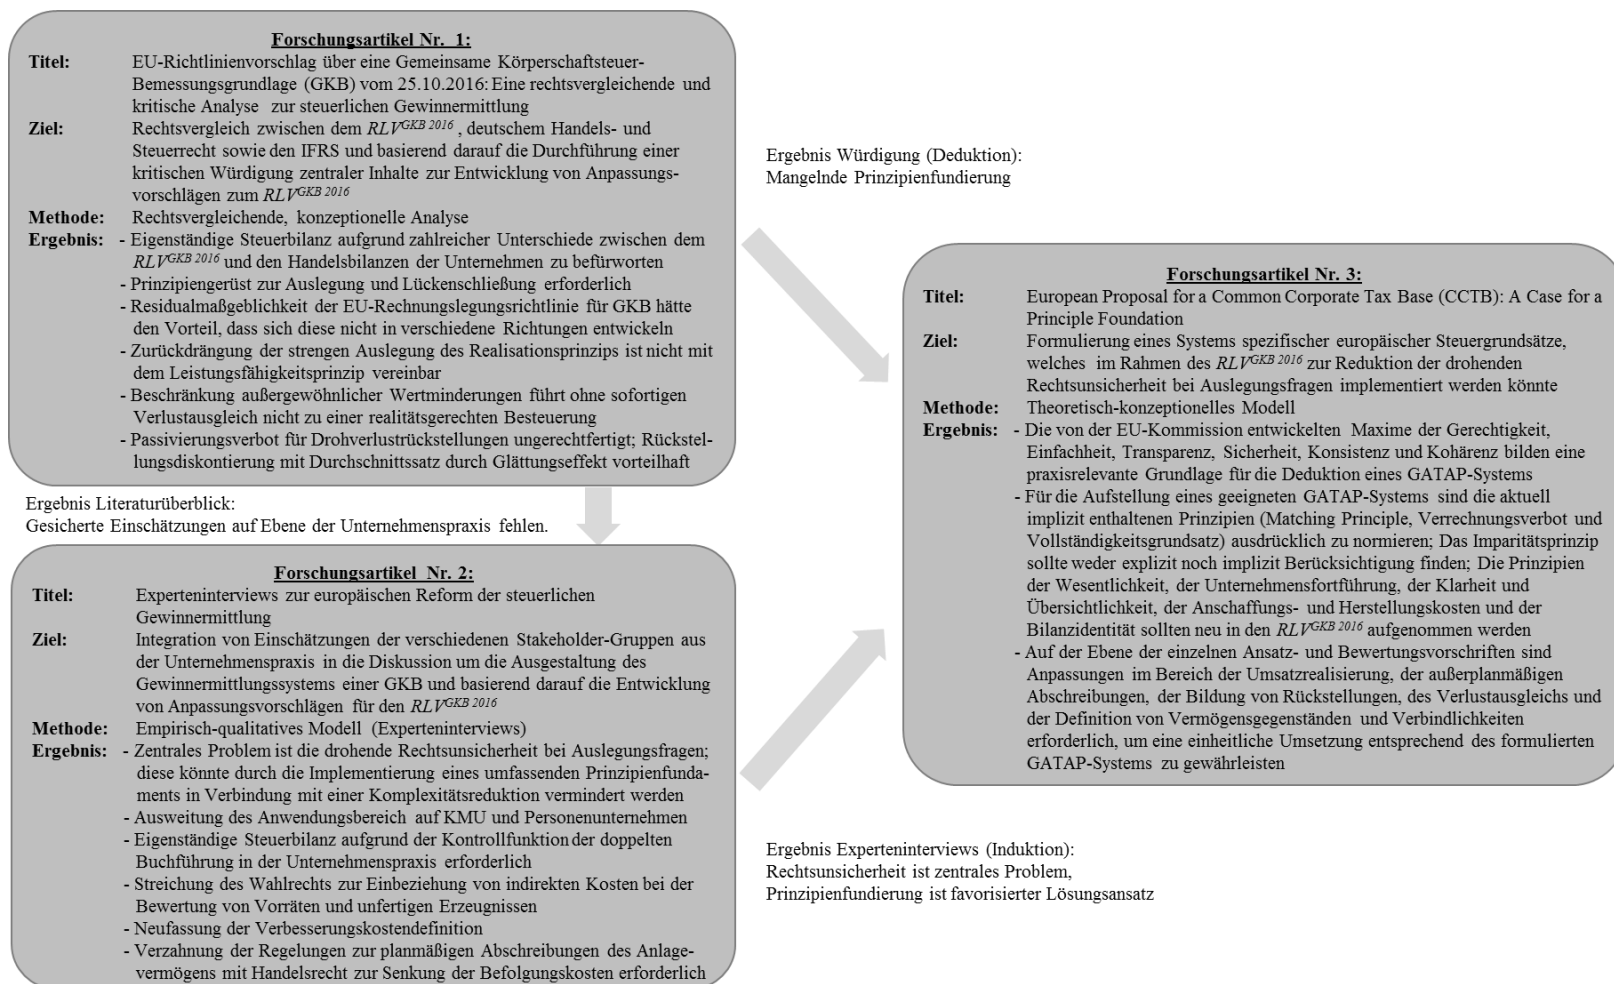 Forschungsartikel Nr. 1:
Titel: EU-Richtlinienvorschlag über eine Gemeinsame Körperschaftsteuer-
Bemessungsgrundlage (GKB) vom 25.10.2016: Eine rechtsvergleichende und
kritische Analyse zur steuerlichen Gewinnermittlung
Ziel: Rechtsvergleich zwischen dem RLV^GKB 2016, deutschem Handels- und
Steuerrecht sowie den IFRS und basierend darauf die Durchführung einer
kritischen Würdigung zentraler Inhalte zur Entwicklung von Anpassungs-
vorschlägen zum RLV^GKB 2016
Methode: Rechtsvergleichende, konzeptionelle Analyse
Ergebnis: - Eigenständige Steuerbilanz aufgrund zahlreicher Unterschiede zwischen dem
RLV^GKB 2016 und den Handelsbilanzen der Unternehmen zu befürworten
- Prinzipiengerüst zur Auslegung und Lückenschließung erforderlich
- Residualmaßgeblichkeit der EU-Rechnungslegungsrichtlinie für GKB hätte
den Vorteil, dass sich diese nicht in verschiedene Richtungen entwickeln
- Zurückdrängung der strengen Auslegung des Realisationsprinzips ist nicht mit
dem Leistungsfähigkeitsprinzip vereinbar
- Beschränkung außergewöhnlicher Wertminderungen führt ohne sofortigen
Verlustausgleich nicht zu einer realitätsgerechten Besteuerung
- Passivierungsverbot für Drohverlustrückstellungen ungerechtfertigt; Rückstel-
lungsdiskontierung mit Durchschnittssatz durch Glättungseffekt vorteilhaft
Ergebnis Literaturüberblick:
Gesicherte Einschätzungen auf Ebene der Unternehmenspraxis fehlen.
Forschungsartikel Nr. 2:
Titel: Experteninterviews zur europäischen Reform der steuerlichen
Gewinnermittlung
Ziel: Integration von Einschätzungen der verschiedenen Stakeholder-Gruppen aus
der Unternehmenspraxis in die Diskussion um die Ausgestaltung des
Gewinnermittlungssystems einer GKB und basierend darauf die Entwicklung
von Anpassungsvorschlägen für den RLV^GKB 2016
Methode: Empirisch-qualitatives Modell (Experteninterviews)
Ergebnis: - Zentrales Problem ist die drohende Rechtsunsicherheit bei Auslegungsfragen;
diese könnte durch die Implementierung eines umfassenden Prinzipienfunda-
ments in Verbindung mit einer Komplexitätsreduktion vermindert werden
- Ausweitung des Anwendungsbereich auf KMU und Personenunternehmen
- Eigenständige Steuerbilanz aufgrund der Kontrollfunktion der doppelten
Buchführung in der Unternehmenspraxis erforderlich
- Streichung des Wahlrechts zur Einbeziehung von indirekten Kosten bei der
Bewertung von Vorräten und unfertigen Erzeugnissen
- Neufassung der Verbesserungskostendefinition
- Verzahnung der Regelungen zur planmäßigen Abschreibungen des Anlage-
vermögens mit Handelsrecht zur Senkung der Befolgungskosten erforderlich
Ergebnis Würdigung (Deduktion):
Mangelnde Prinzipienfundierung
Forschungsartikel Nr. 3:
Titel: European Proposal for a Common Corporate Tax Base (CCTB): A Case for a
Principle Foundation
Ziel: Formulierung eines Systems spezifischer europäischer Steuergrundsätze,
welches im Rahmen des RLV^GKB 2016 zur Reduktion der drohenden
Rechtsunsicherheit bei Auslegungsfragen implementiert werden könnte
Methode: Theoretisch-konzeptionelles Modell
Ergebnis: - Die von der EU-Kommission entwickelten Maxime der Gerechtigkeit,
Einfachheit, Transparenz, Sicherheit, Konsistenz und Kohärenz bilden eine
praxisrelevante Grundlage für die Deduktion eines GATAP-Systems
- Für die Aufstellung eines geeigneten GATAP-Systems sind die aktuell
implizit enthaltenen Prinzipien (Matching Principle, Verrechnungsverbot und
Vollständigkeitsgrundsatz) ausdrücklich zu normieren; Das Imparitätsprinzip
sollte weder explizit noch implizit Berücksichtigung finden; Die Prinzipien
der Wesentlichkeit, der Unternehmensfortführung, der Klarheit und
Übersichtlichkeit, der Anschaffungs- und Herstellungskosten und der
Bilanzidentität sollten neu in den RLV^GKB 2016 aufgenommen werden
- Auf der Ebene der einzelnen Ansatz- und Bewertungsvorschriften sind
Anpassungen im Bereich der Umsatzrealisierung, der außerplanmäßigen
Abschreibungen, der Bildung von Rückstellungen, des Verlustausgleichs und
der Definition von Vermögensgegenständen und Verbindlichkeiten
erforderlich, um eine einheitliche Umsetzung entsprechend des formulierten
GATAP-Systems zu gewährleisten
Ergebnis Experteninterviews (Induktion):
Rechtsunsicherheit ist zentrales Problem,
Prinzipienfundierung ist favorisierter Lösungsansatz